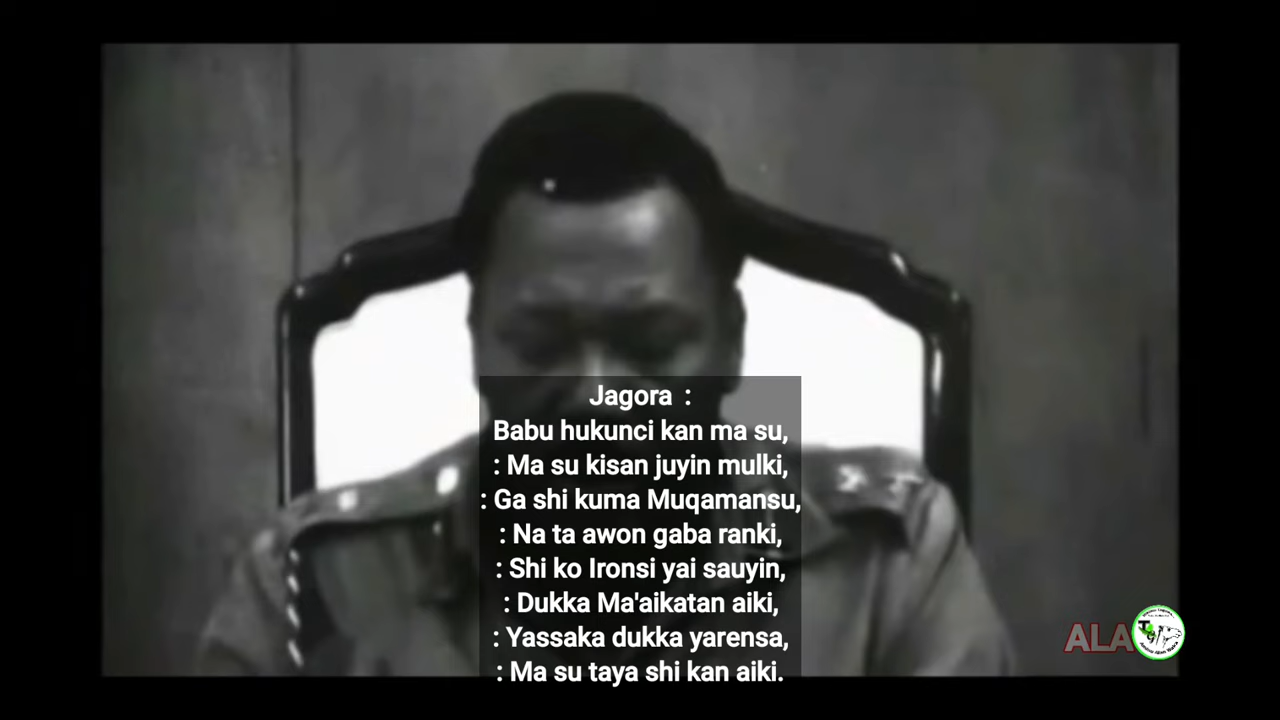 Jagora :
Babu hukunci kan ma su,
: Ma su kisan juyin mulki,
: Ga shi kuma Muqamansu,
: Na ta awon gaba ranki,
: Shi ko Ironsi yai sauyin,
: Dukka Ma'aikatan aiki,
: Yassaka dukka yarensa,
: Ma su taya shi kan aiki.
ALA